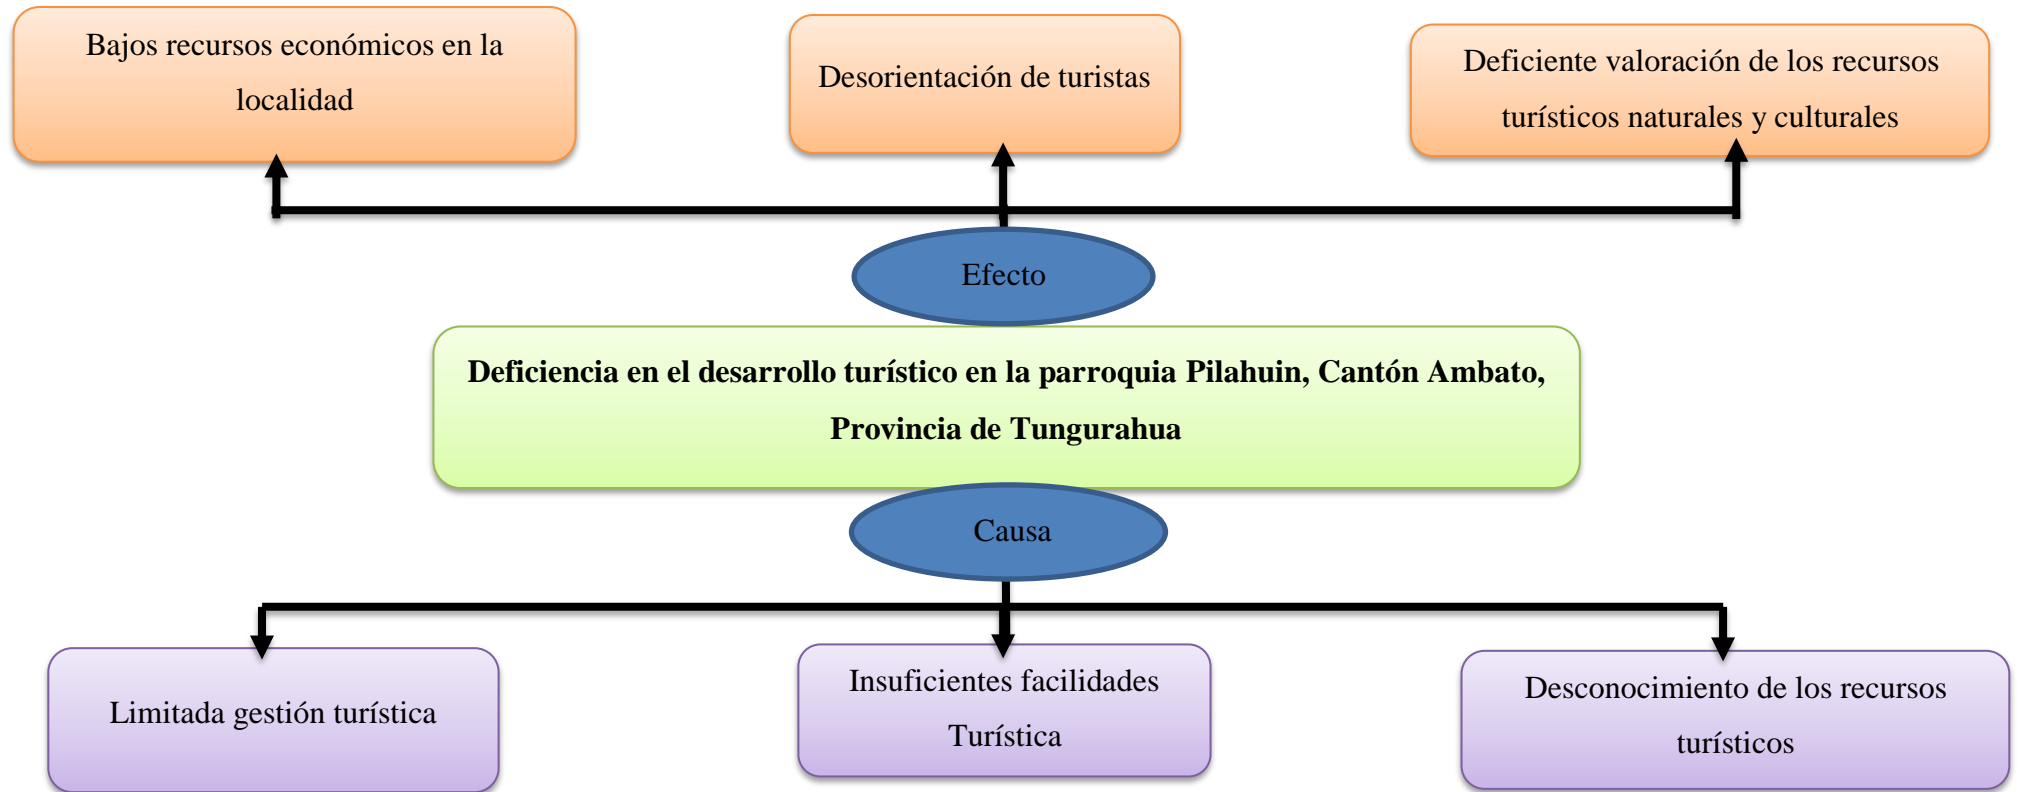 Bajos recursos económicos en la
localidad
Desorientación de turistas
Deficiente valoración de los recursos
turísticos naturales y culturales
Efecto
Deficiencia en el desarrollo turístico en la parroquia Pilahuin, Cantón Ambato,
Provincia de Tungurahua
Causa
Limitada gestión turística
Insuficientes facilidades
Turística
Desconocimiento de los recursos
turísticos